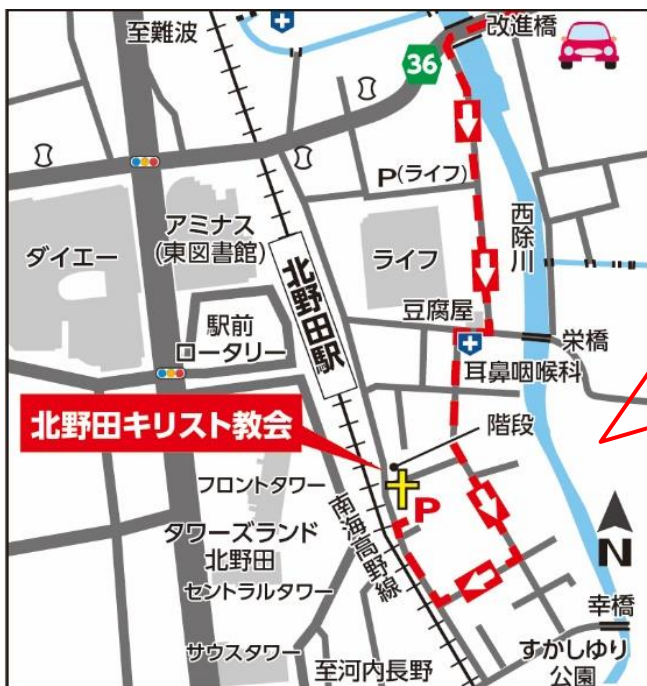 至難波
改進橋
36
P(ライフ)
アミナス
(東図書館)
ダイエー
ライフ
西除川
北野田駅
豆腐屋
駅前
ロータリー
栄橋
耳鼻咽喉科
北野田キリスト教会
階段
フロントタワー
P
タワーズランド
北野田
南海高野線
N
セントラルタワー
幸橋
サウスタワー
すかしゆり
公園
至河内長野